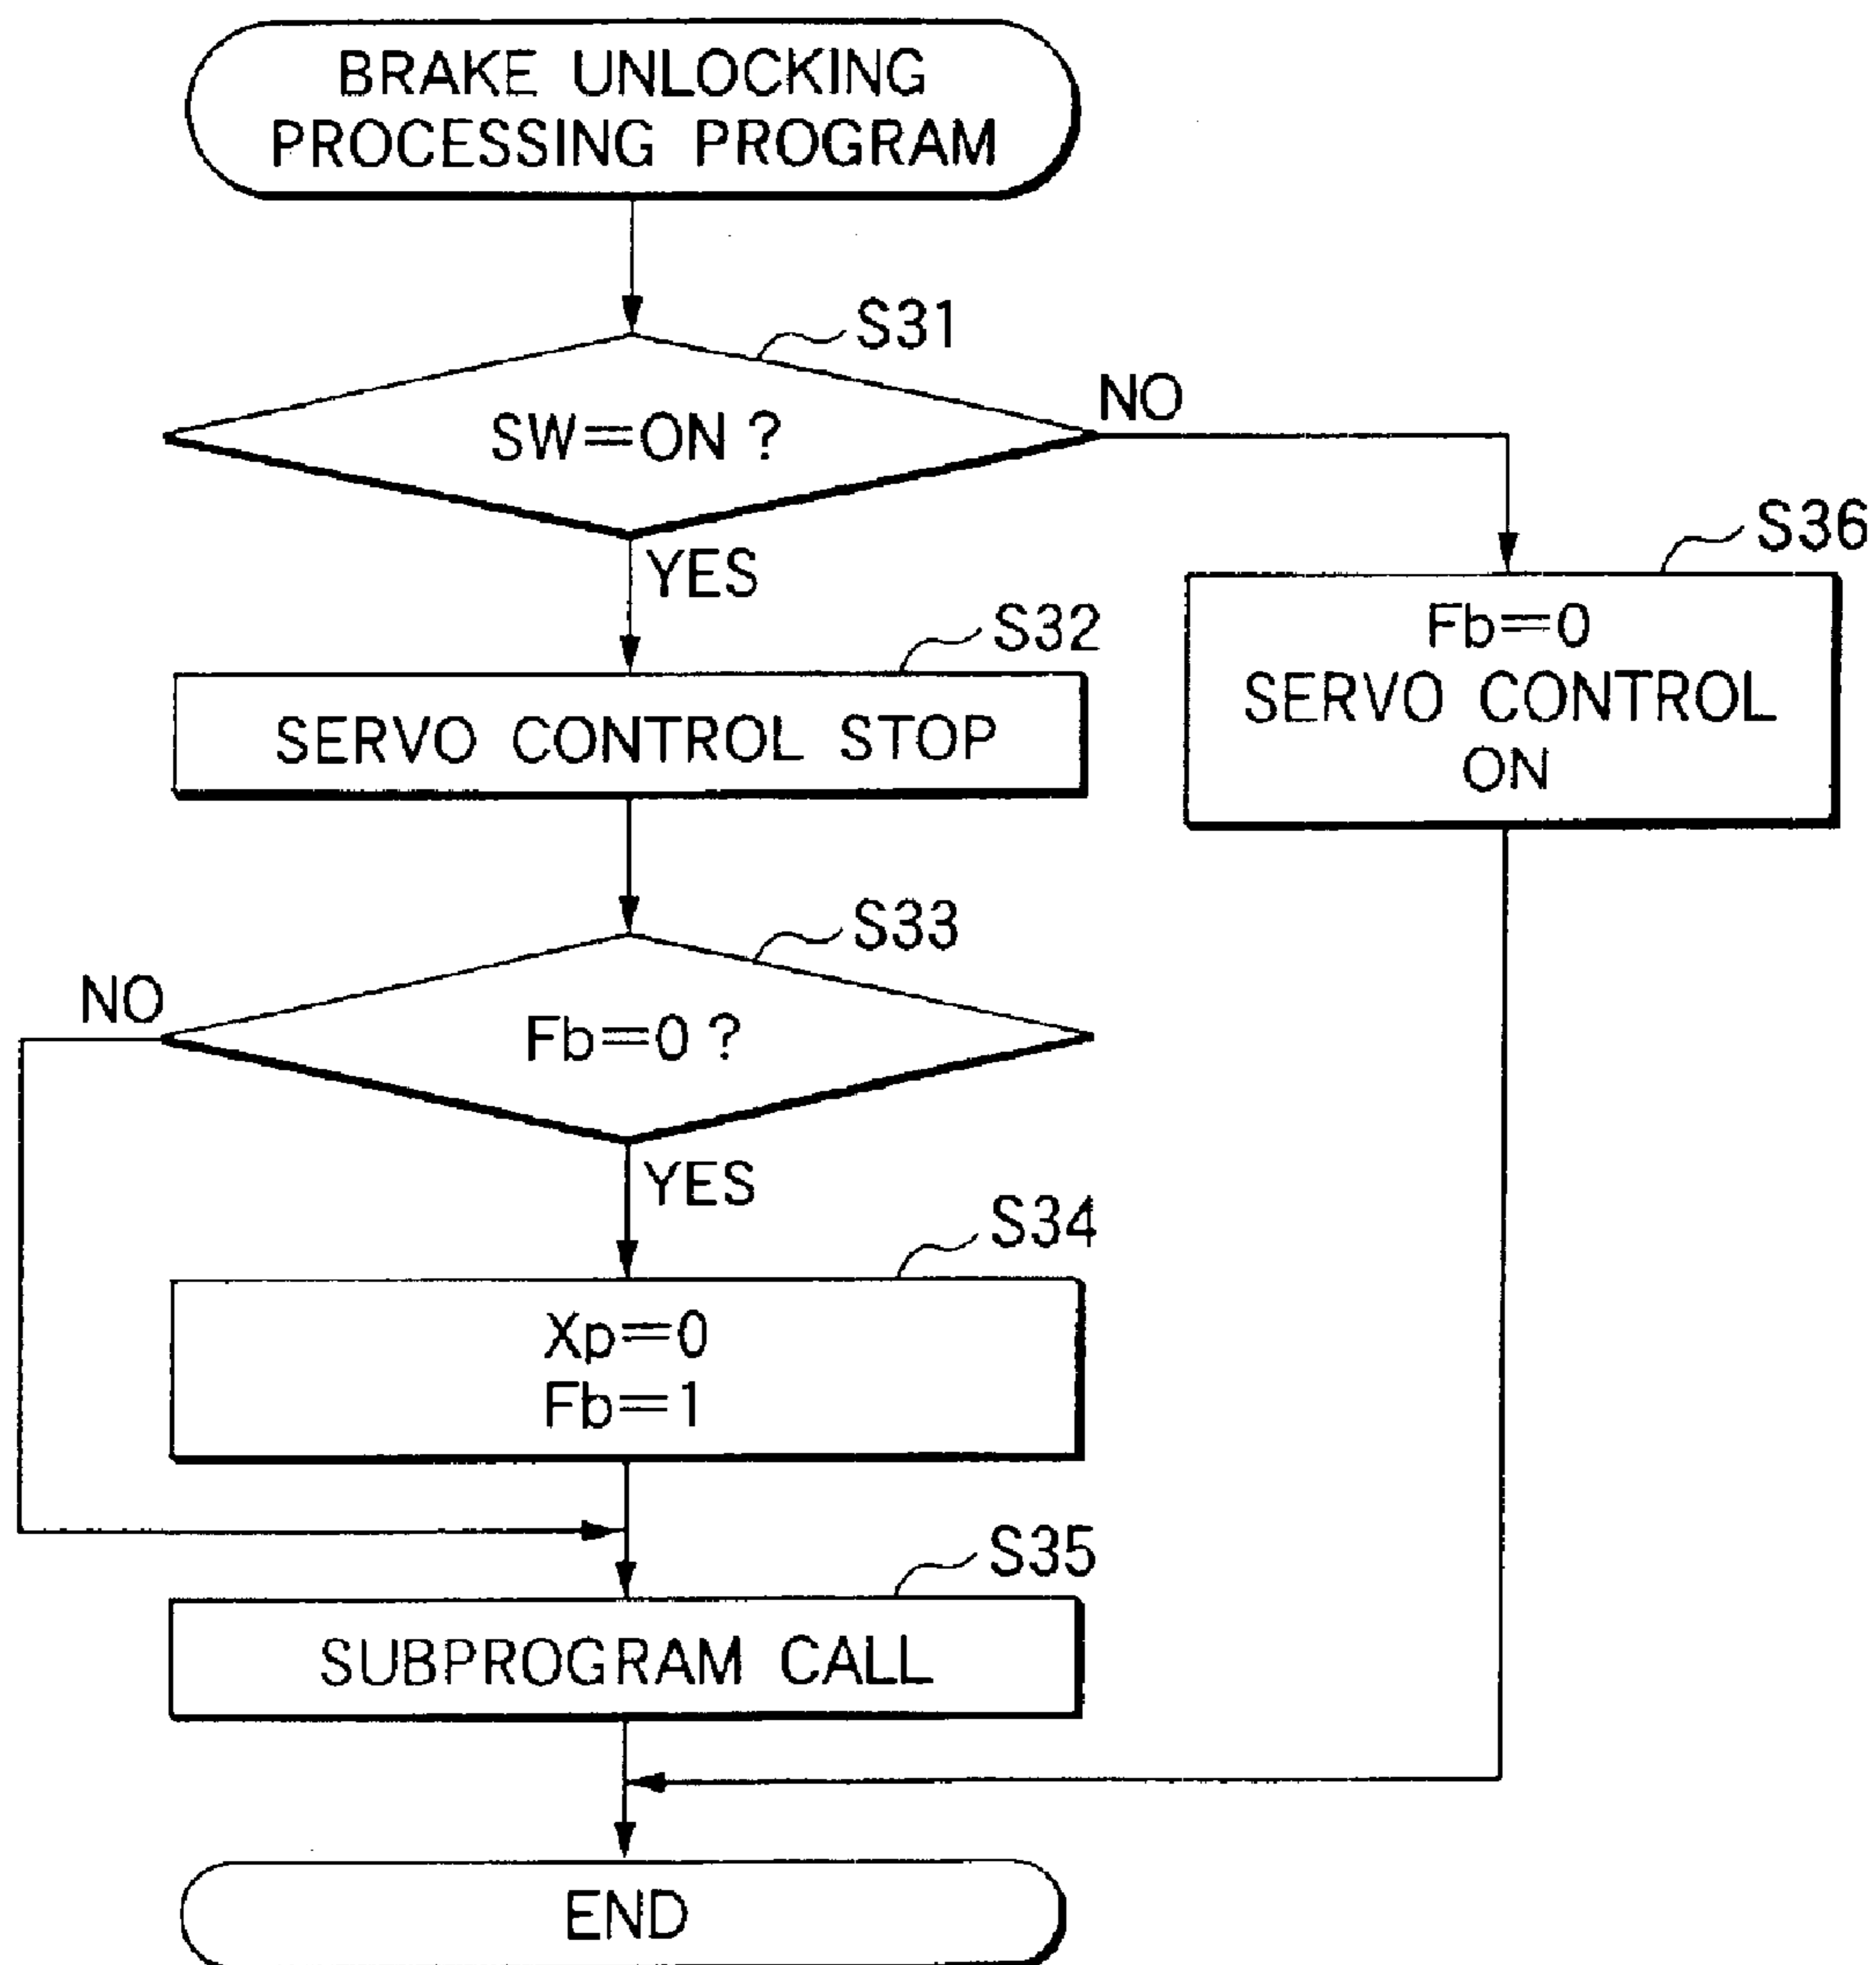 BRAKE UNLOCKING
PROCESSING PROGRAM
S31
SW=ON ?
NO
YES
S36
Fb=0
SERVO CONTROL
ON
S32
SERVO CONTROL STOP
S33
NO
Fb=0 ?
YES
S34
Xp=0
Fb=1
S35
SUBPROGRAM CALL
END